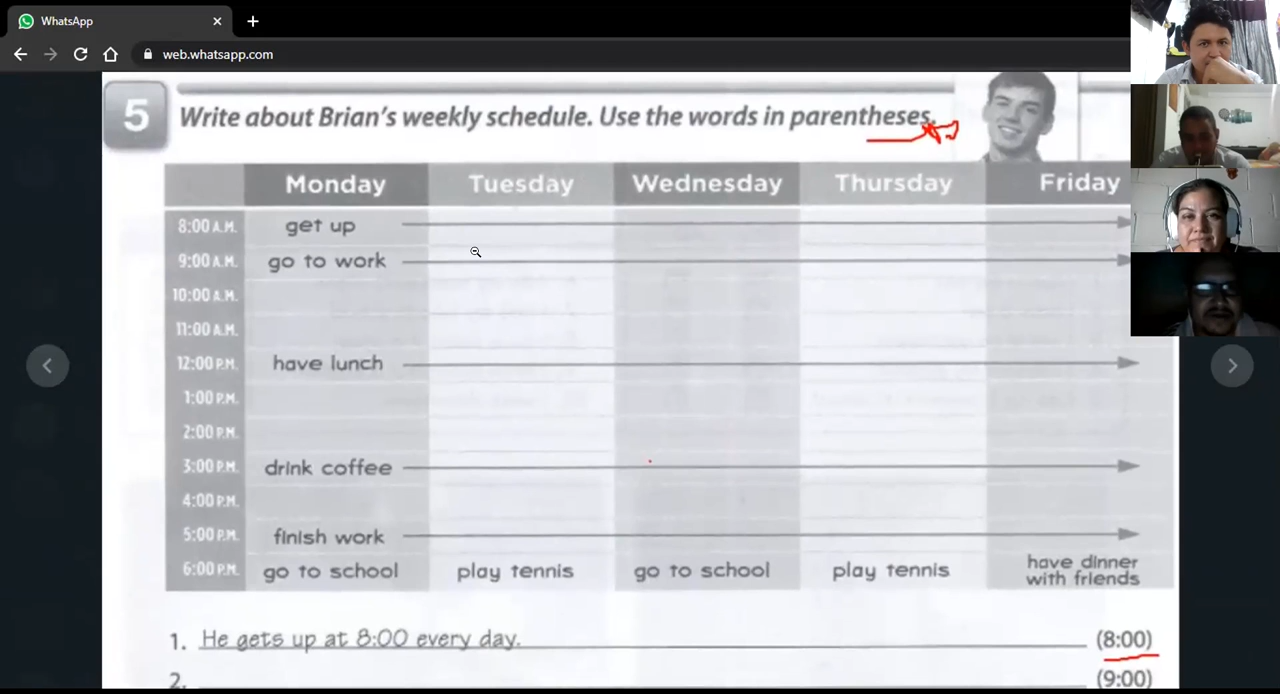 WhatsApp
web.whatsapp.com
5 Write about Brian's weekly schedule. Use the words in parentheses.
Monday Tuesday Wednesday Thursday Friday
8:00 A.M. get up
9:00 A.M. go to work
10:00 A.M.
11:00 A.M.
12:00 P.M. have lunch
1:00 P.M.
2:00 P.M.
3:00 P.M. drink coffee
4:00 P.M.
5:00 P.M. finish work
6:00 P.M. go to school play tennis go to school play tennis have dinner with friends
1. He gets up at 8:00 every day. (8:00)
2. (9:00)